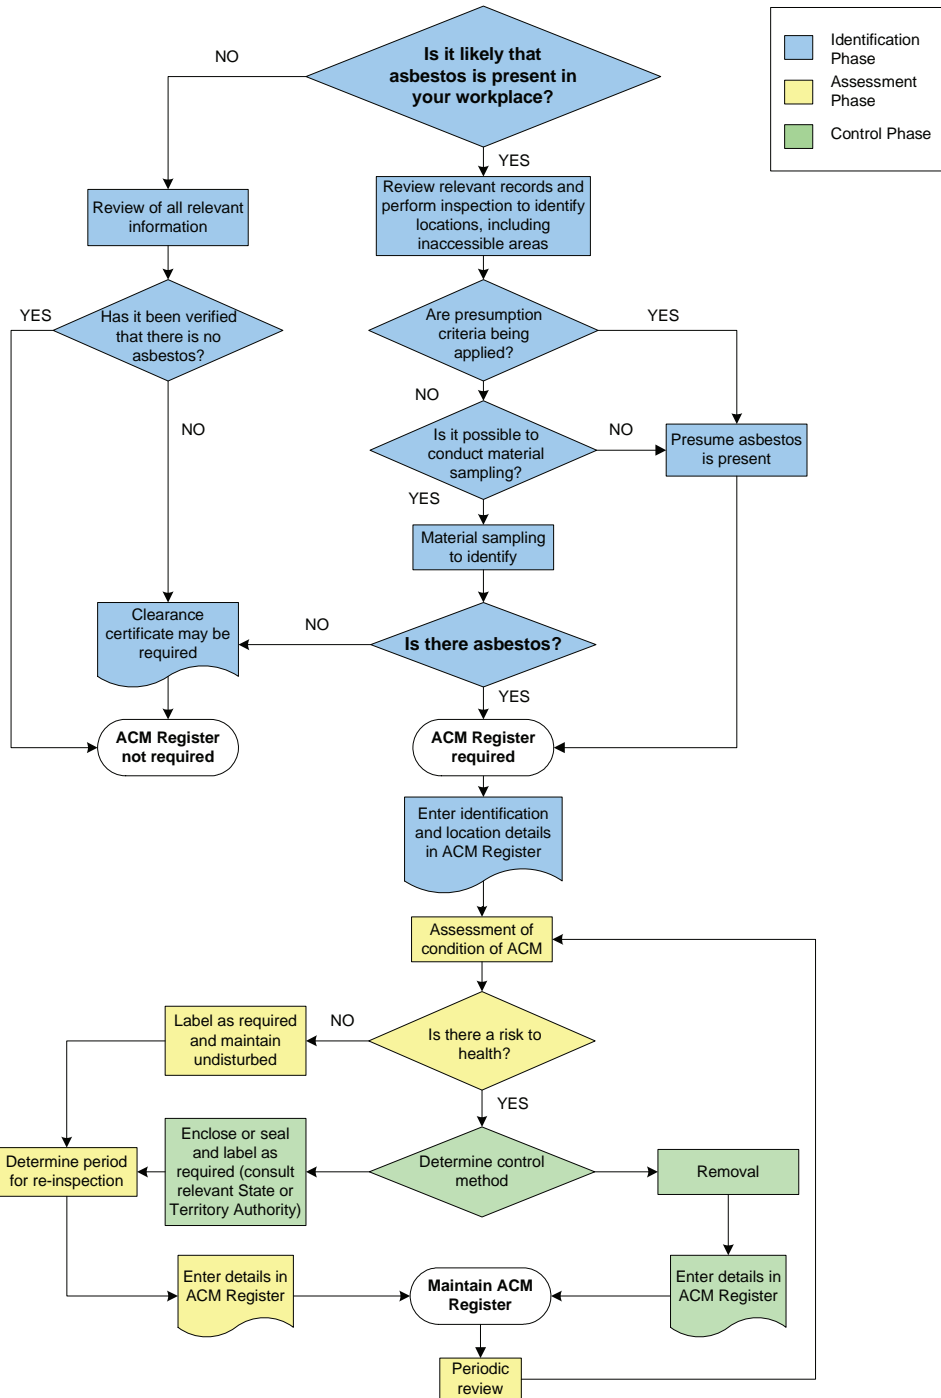 Is it likely that
asbestos is present in
your workplace?
Identification
Phase
Assessment
Phase
Control Phase
NO
YES
Review of all relevant
information
Review relevant records and
perform inspection to identify
locations, including
inaccessible areas
YES
Has it been verified
that there is no
asbestos?
Are presumption
criteria being
applied?
YES
NO
NO
Is it possible to
conduct material
sampling?
NO
Presume asbestos
is present
YES
Material sampling
to identify
Clearance
certificate may be
required
NO
Is there asbestos?
YES
ACM Register
not required
ACM Register
required
Enter identification
and location details
in ACM Register
Assessment of
condition of ACM
Label as required
and maintain
undisturbed
NO
Is there a risk to
health?
YES
Determine period
for re-inspection
Enclose or seal
and label as
required (consult
relevant State or
Territory Authority)
Determine control
method
Removal
Enter details in
ACM Register
Maintain ACM
Register
Enter details in
ACM Register
Periodic
review